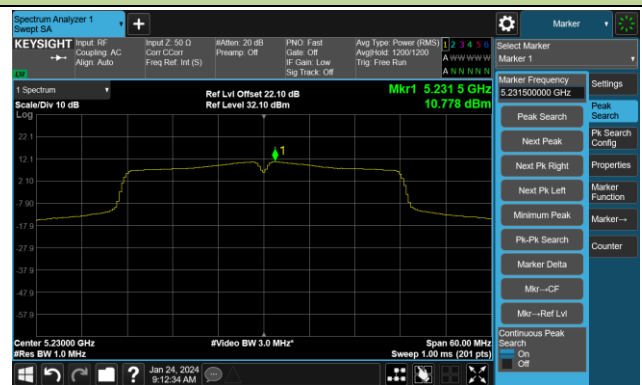 Spectrum Analyzer 1
Swept SA
+
Marker
KEYSIGHT
Input: RF
Coupling: AC
Align: Auto
Input Z: 50 Ω
Corr CCorr
Freq Ref: Int (S)
#Atten: 20 dB
Preamp: Off
PNO: Fast
Gate: Off
IF Gain: Low
Sig Track: Off
Avg Type: Power (RMS)
Avg|Hold: 1200/1200
Trig: Free Run
1 2 3 4 5 6
A W W W W W
A N N N N N
Select Marker
Marker 1
1 Spectrum
Scale/Div 10 dB
Log
Ref Lvl Offset 22.10 dB
Ref Level 32.10 dBm
Mkr1 5.231 5 GHz
10.778 dBm
22.1
12.1
2.10
-7.90
-17.9
-27.9
-37.9
-47.9
-57.9
1
Center 5.23000 GHz
#Res BW 1.0 MHz
#Video BW 3.0 MHz*
Span 60.00 MHz
Sweep 1.00 ms (201 pts)
Marker Frequency
5.231500000 GHz
Peak Search
Next Peak
Next Pk Right
Next Pk Left
Minimum Peak
Pk-Pk Search
Marker Delta
Mkr→CF
Mkr→Ref Lvl
Continuous Peak
Search
On
Off
Settings
Peak
Search
Pk Search
Config
Properties
Marker
Function
Marker→
Counter
?
Jan 24, 2024
9:12:34 AM